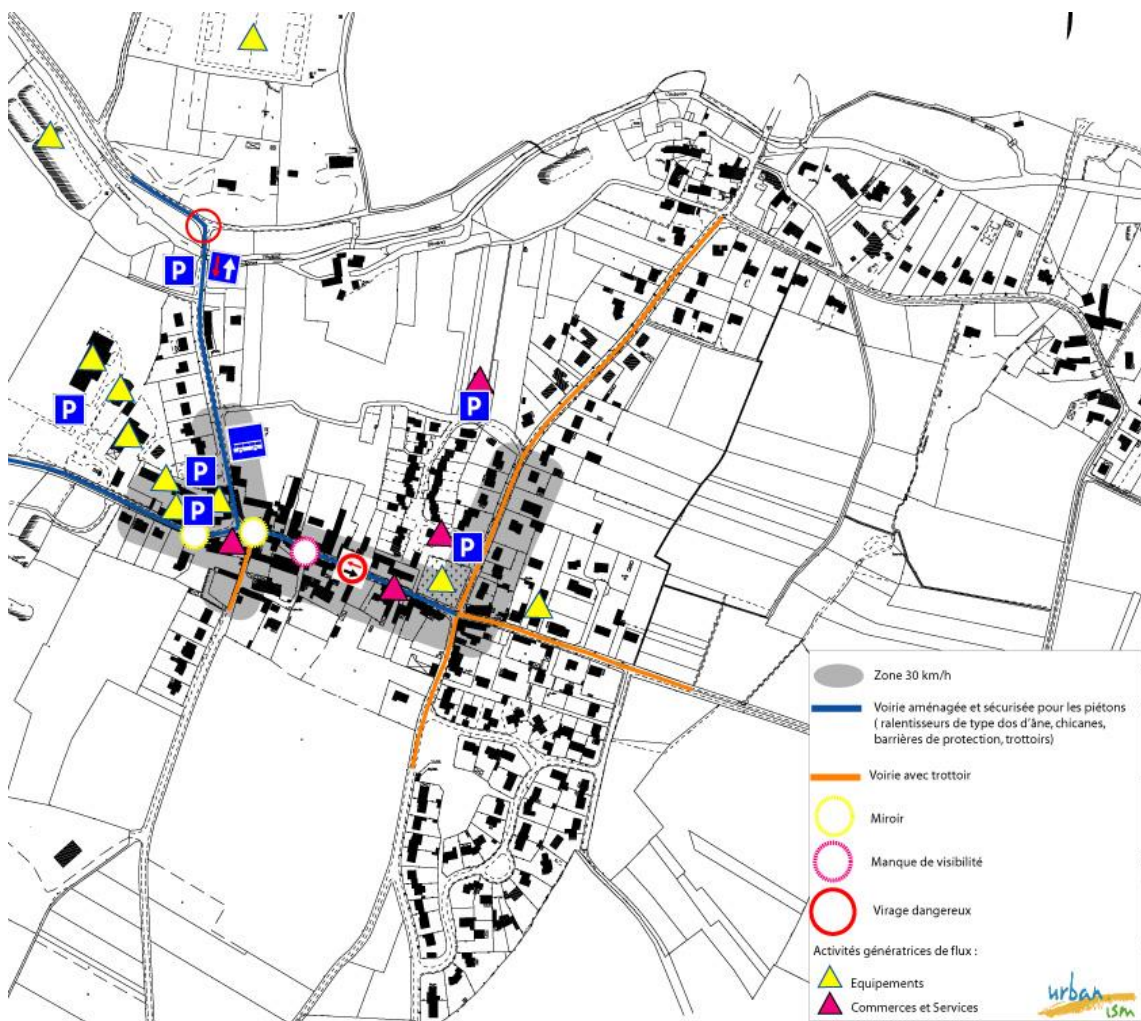 P
P
P
P
P
P
Zone 30 km/h
Voirie aménagée et sécurisée pour les piétons
( ralentisseurs de type dos d'âne, chicanes,
barrières de protection, trottoirs)
Voirie avec trottoir
Miroir
Manque de visibilité
Virage dangereux
Activités génératrices de flux :
Equipements
Commerces et Services
urban
ism